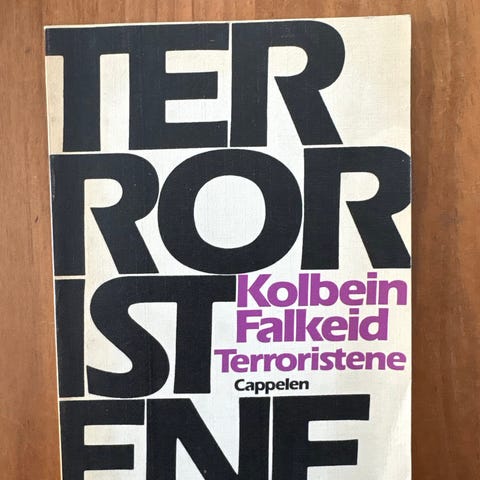 TER
ROR
IST
Kolbein
Falkeid
Terroristene
Cappelen
ENE